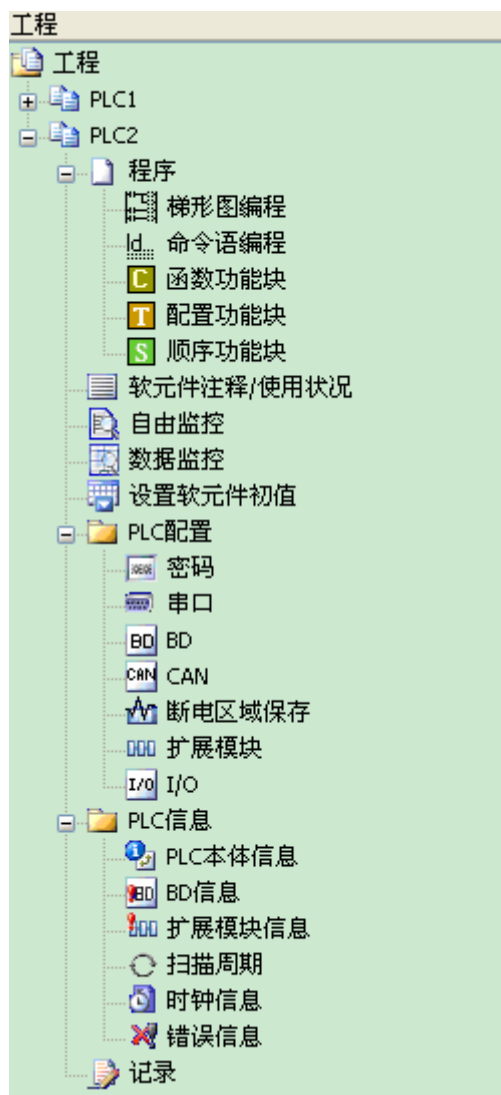 工程
工程
PLC1
PLC2
程序
梯形图编程
ld... 命令语编程
C 函数功能块
T 配置功能块
S 顺序功能块
软元件注释/使用状况
自由监控
数据监控
设置软元件初值
PLC配置
密码
串口
BD BD
CAN CAN
断电区域保存
扩展模块
I/O I/O
PLC信息
PLC本体信息
BD BD信息
扩展模块信息
扫描周期
时钟信息
错误信息
记录